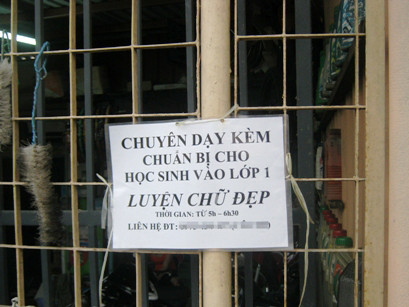 CHUYÊN DẠY KÈM
CHUẨN BỊ CHO
HỌC SINH VÀO LỚP 1
LUYỆN CHỮ ĐẸP
THỜI GIAN: TỪ 5h – 6h30
LIÊN HỆ ĐT: